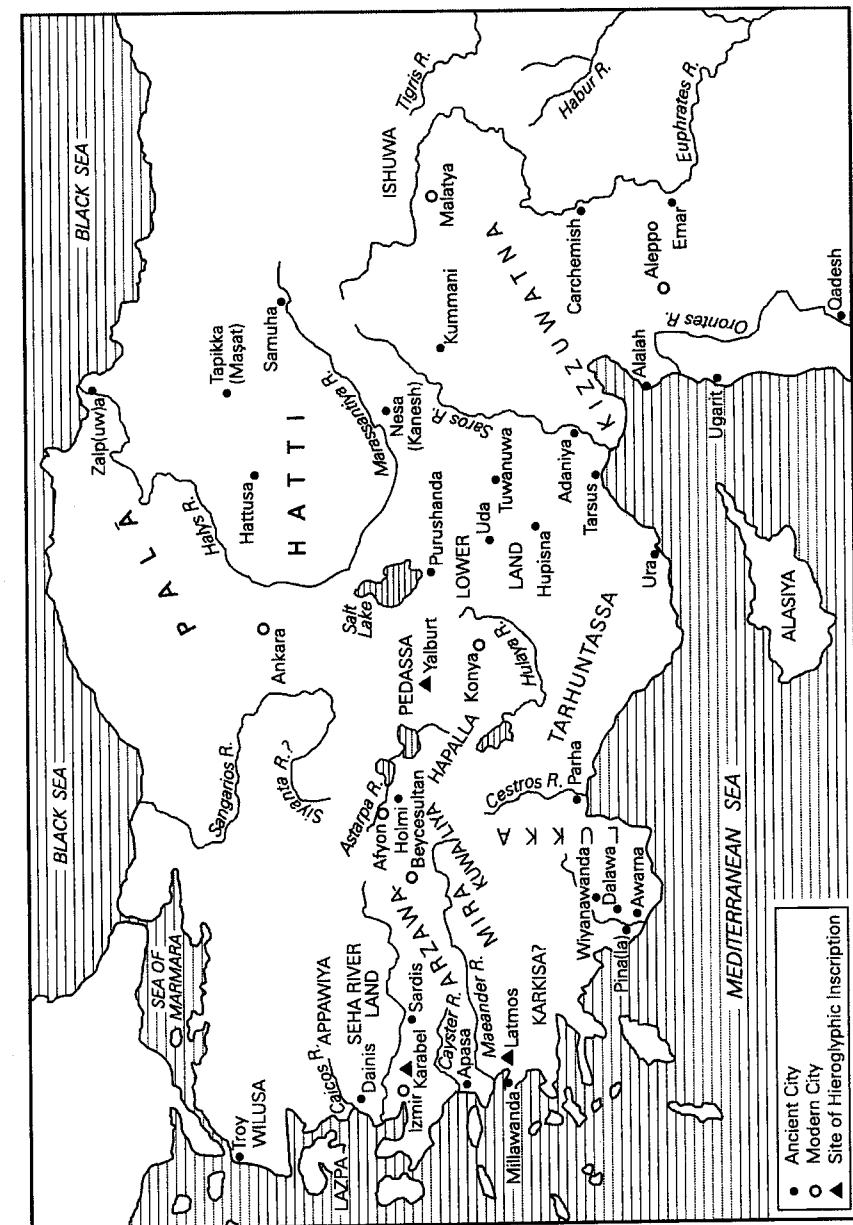 BLACK SEA
BLACK SEA
SEA OF
MARMARA
Troy
WILUSA
LAZPA
Caicos R.
APPAWIYA
Dainis
SEHA RIVER
LAND
Izmir
Karabel
Sardis
Cayster R.
Apasa
ARZAWA
Maeander R.
MIRA
KUWALIYA
HAPALLA
Millawanda
Latmos
KARKISA?
Sangarios R.
Siyanta R.?
Astarpa R.
Afyon
Holmi
Beycesultan
PALA
Ankara
Halys R.
Zalp(uw)a
Hattusa
HATTI
Tapikka
(Maşat)
Samuha
Marassantiya R.
Salt
Lake
Purushanda
PEDASSA
Yalburt
Konya
Hulaya R.
LOWER
LAND
Uda
Tuwanuwa
Hupisna
Nesa
(Kanesh)
Saros R.
Kummani
ISHUWA
Malatya
Tigris R.
Habur R.
Euphrates R.
KIZZUWATNA
Carchemish
Aleppo
Emar
Orontes R.
Alalah
Ugarit
Qadesh
Adaniya
Tarsus
Ura
TARHUNTASSA
Cestros R.
Parha
LUKKA
Wiyanawanda
Dalawa
Pinal(a)
Awarna
ALASIYA
MEDITERRANEAN SEA
Ancient City
Modern City
Site of Hieroglyphic Inscription